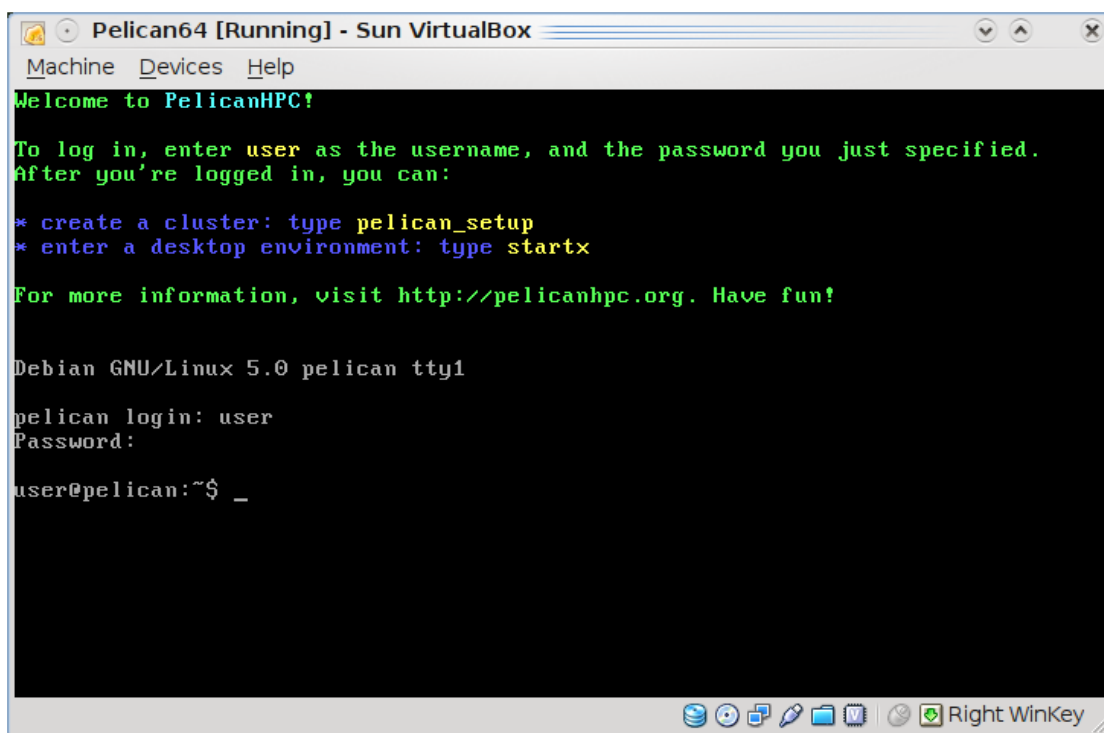 Pelican64 [Running] - Sun VirtualBox
Machine Devices Help
Welcome to PelicanHPC!
To log in, enter user as the username, and the password you just specified.
After you're logged in, you can:
* create a cluster: type pelican_setup
* enter a desktop environment: type startx
For more information, visit http://pelicanhpc.org. Have fun!
Debian GNU/Linux 5.0 pelican tty1
pelican login: user
Password:
user@pelican:~$ _
Right WinKey